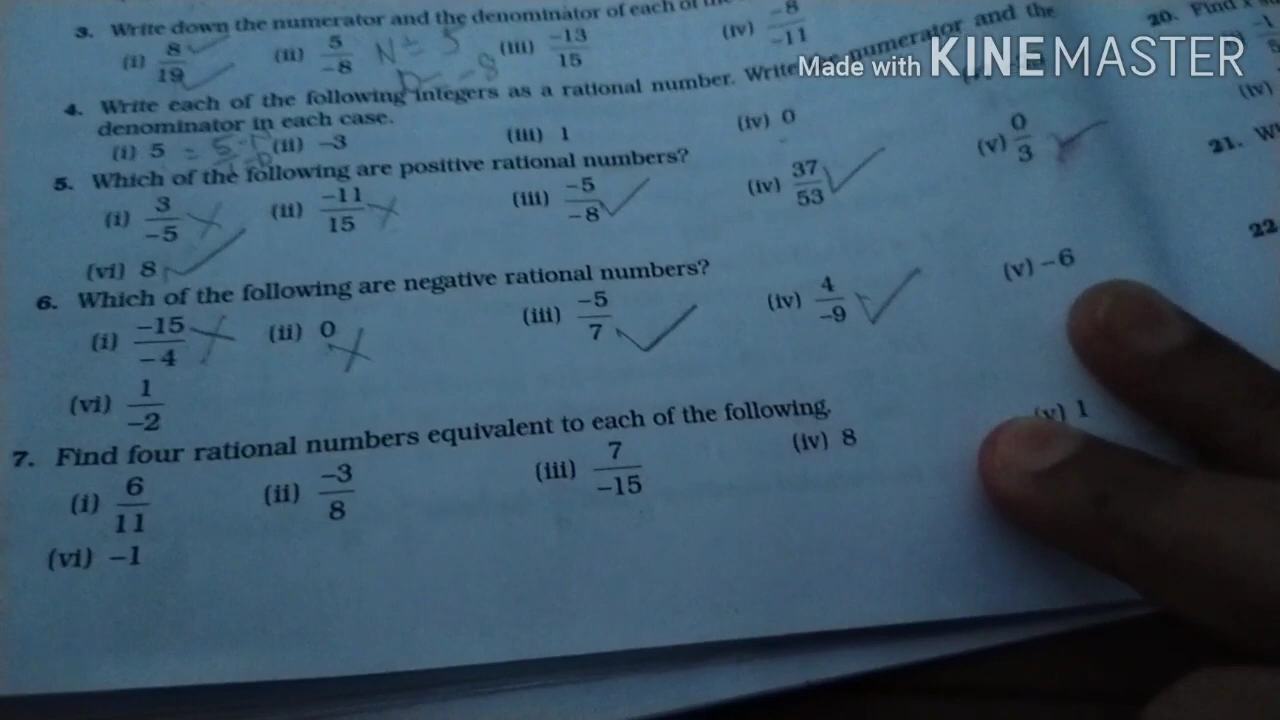 3. Write down the numerator and the denominator of each of
(i) 8/19 (ii) 5/-8 N = 5 (iii) -13/15 (iv) -8/-11
D = -8
Made with KINEMASTER
4. Write each of the following integers as a rational number. Write the numerator and the
denominator in each case.
(i) 5 = 5 (ii) -3 (iii) 1 (iv) 0
5. Which of the following are positive rational numbers?
(i) 3/-5 (ii) -11/15 (iii) -5/-8 (iv) 37/53 (v) 0/3
(vi) 8
6. Which of the following are negative rational numbers?
(i) -15/-4 (ii) 0 (iii) -5/7 (iv) 4/-9 (v) -6
(vi) 1/-2
7. Find four rational numbers equivalent to each of the following.
(i) 6/11 (ii) -3/8 (iii) 7/-15 (iv) 8 (v) 1
(vi) -1
20. Find
(iv)
21.
22